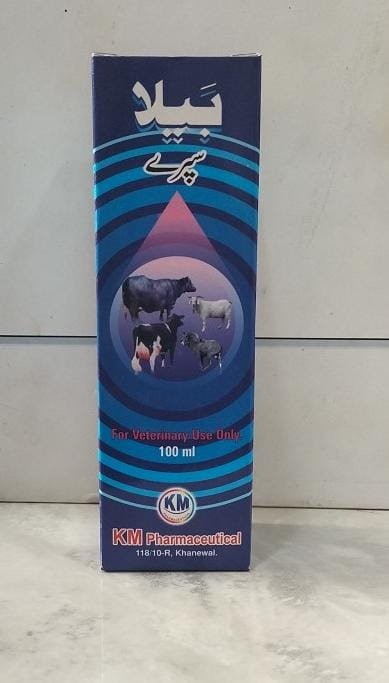 بَیلا
سپرے
For Veterinary Use Only.
100 ml
KM
KM Pharmaceutical
118/10-R, Khanewal.